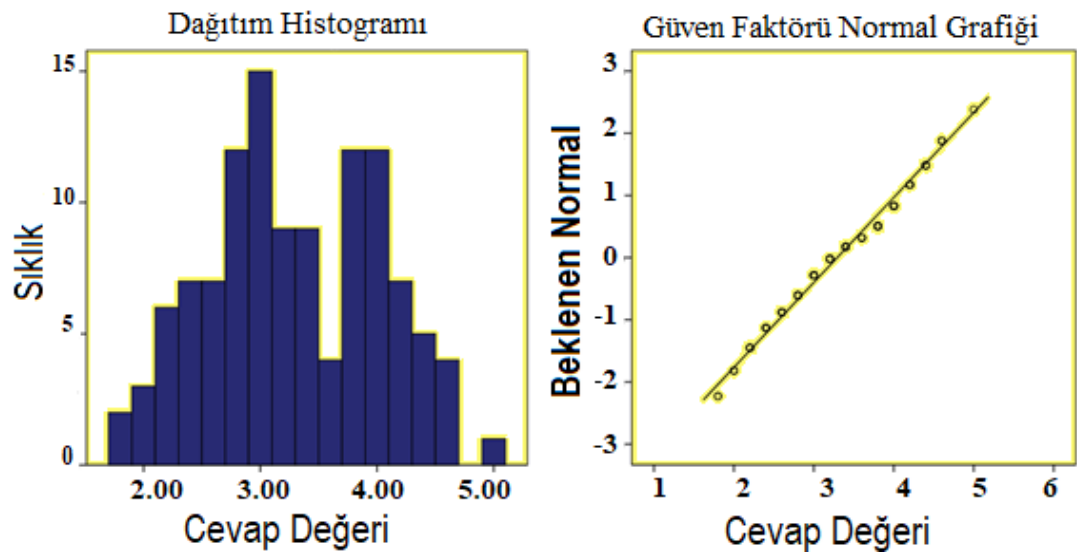 Dağıtım Histogramı
15
10
5
0
Sıklık
2.00 3.00 4.00 5.00
Cevap Değeri
Güven Faktörü Normal Grafiği
3
2
1
0
-1
-2
-3
Beklenen Normal
1 2 3 4 5 6
Cevap Değeri